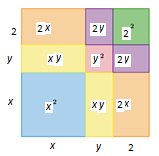 2 2x 2y 2²
y xy y² 2y
x x² xy 2x
x y 2